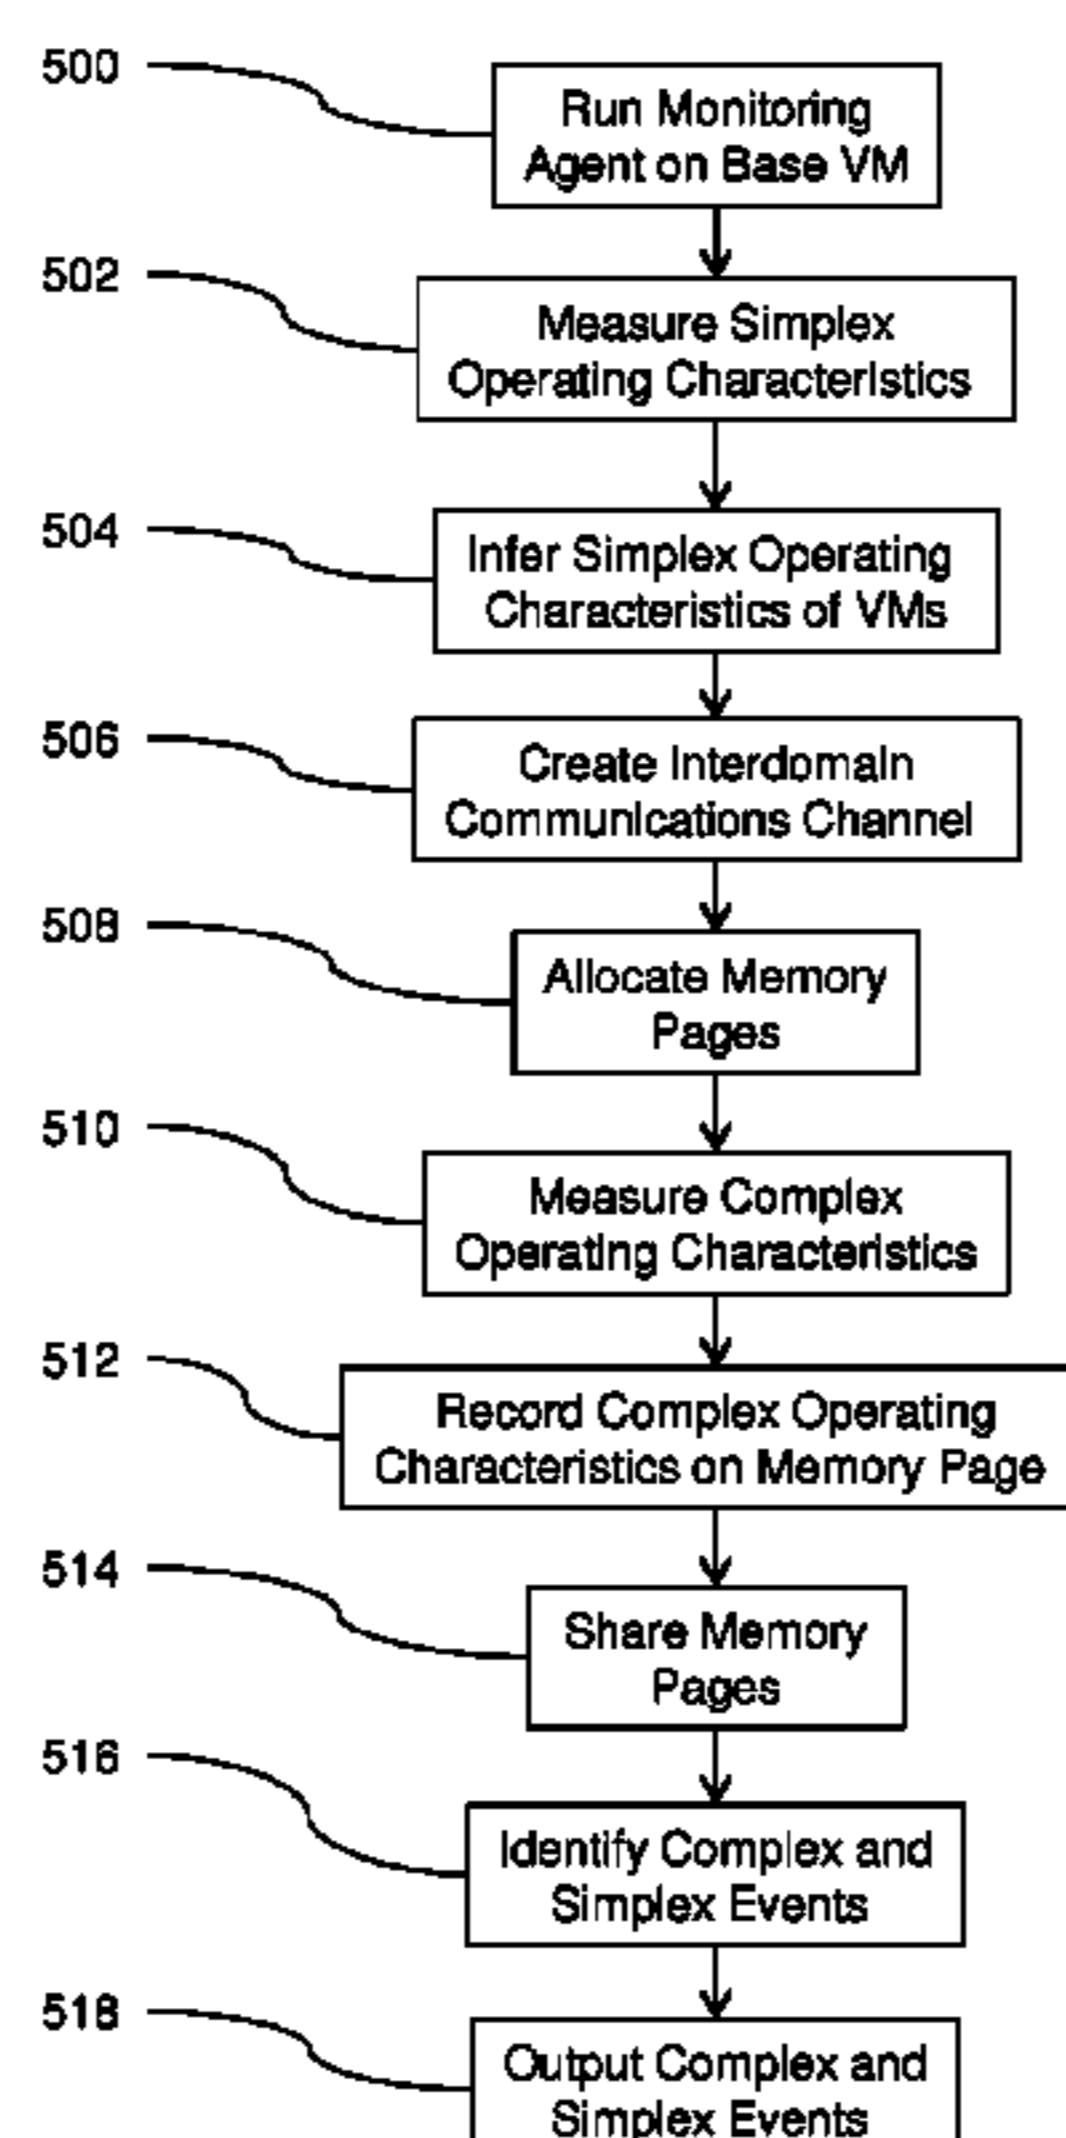 500
Run Monitoring
Agent on Base VM
502
Measure Simplex
Operating Characteristics
504
Infer Simplex Operating
Characteristics of VMs
506
Create Interdomain
Communications Channel
508
Allocate Memory
Pages
510
Measure Complex
Operating Characteristics
512
Record Complex Operating
Characteristics on Memory Page
514
Share Memory
Pages
516
Identify Complex and
Simplex Events
518
Output Complex and
Simplex Events